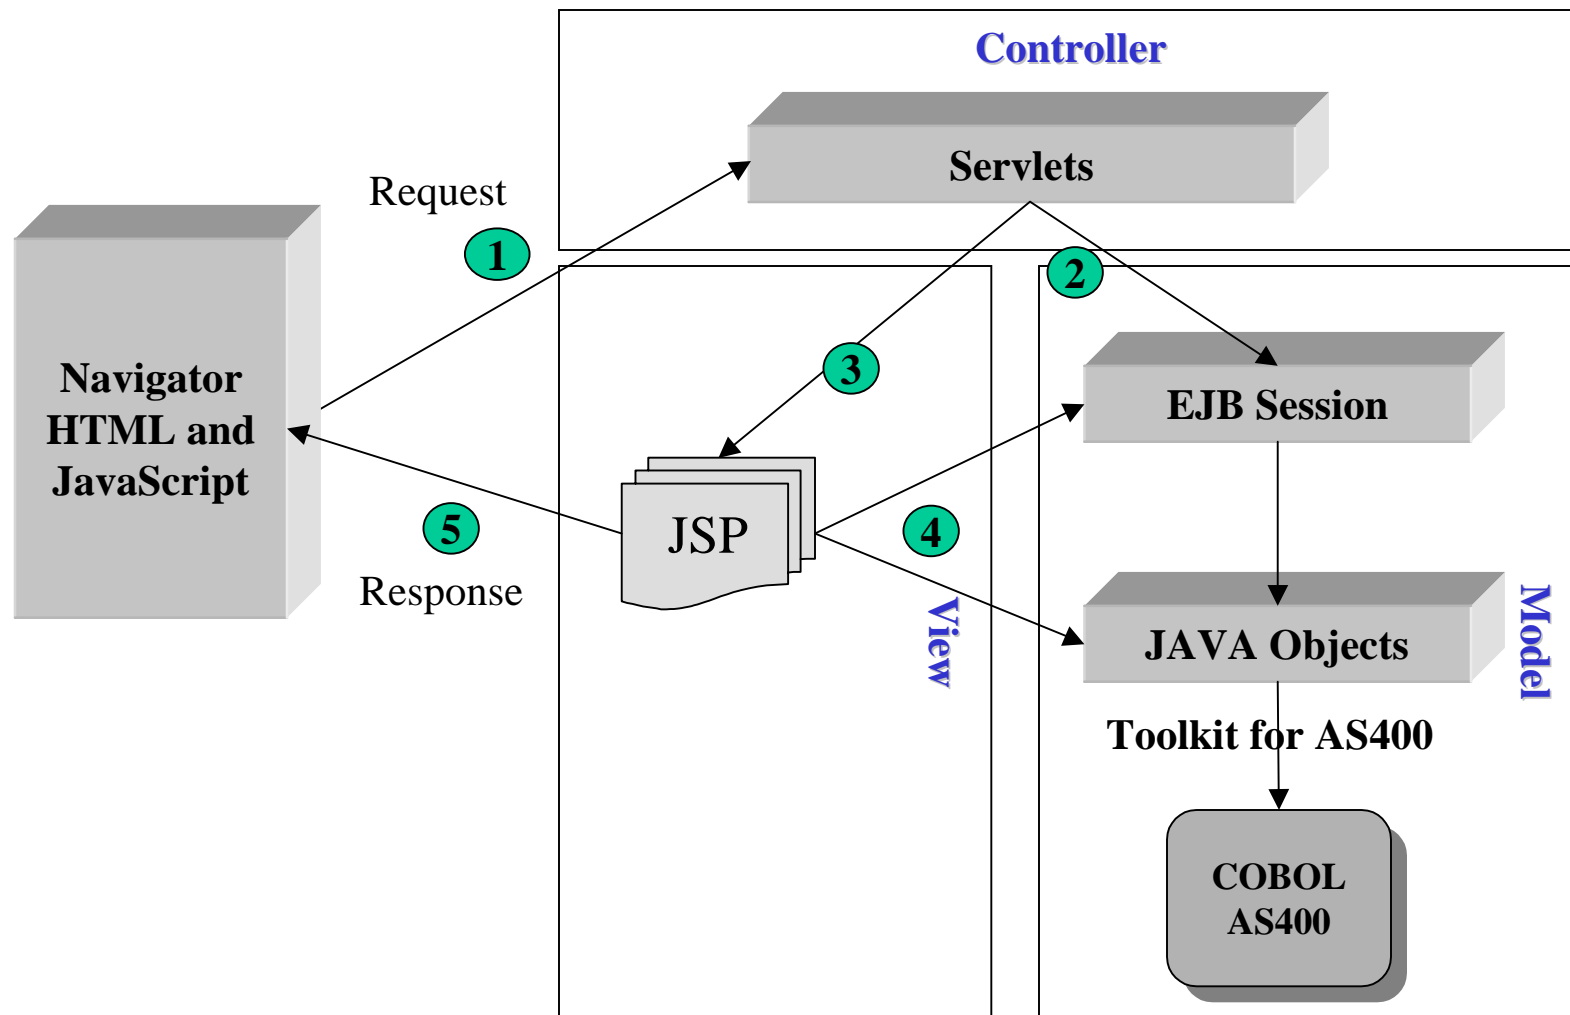 Controller
Servlets
Request
1
2
3
Navigator
HTML and
JavaScript
EJB Session
JSP
4
5
Response
View
Model
JAVA Objects
Toolkit for AS400
COBOL
AS400